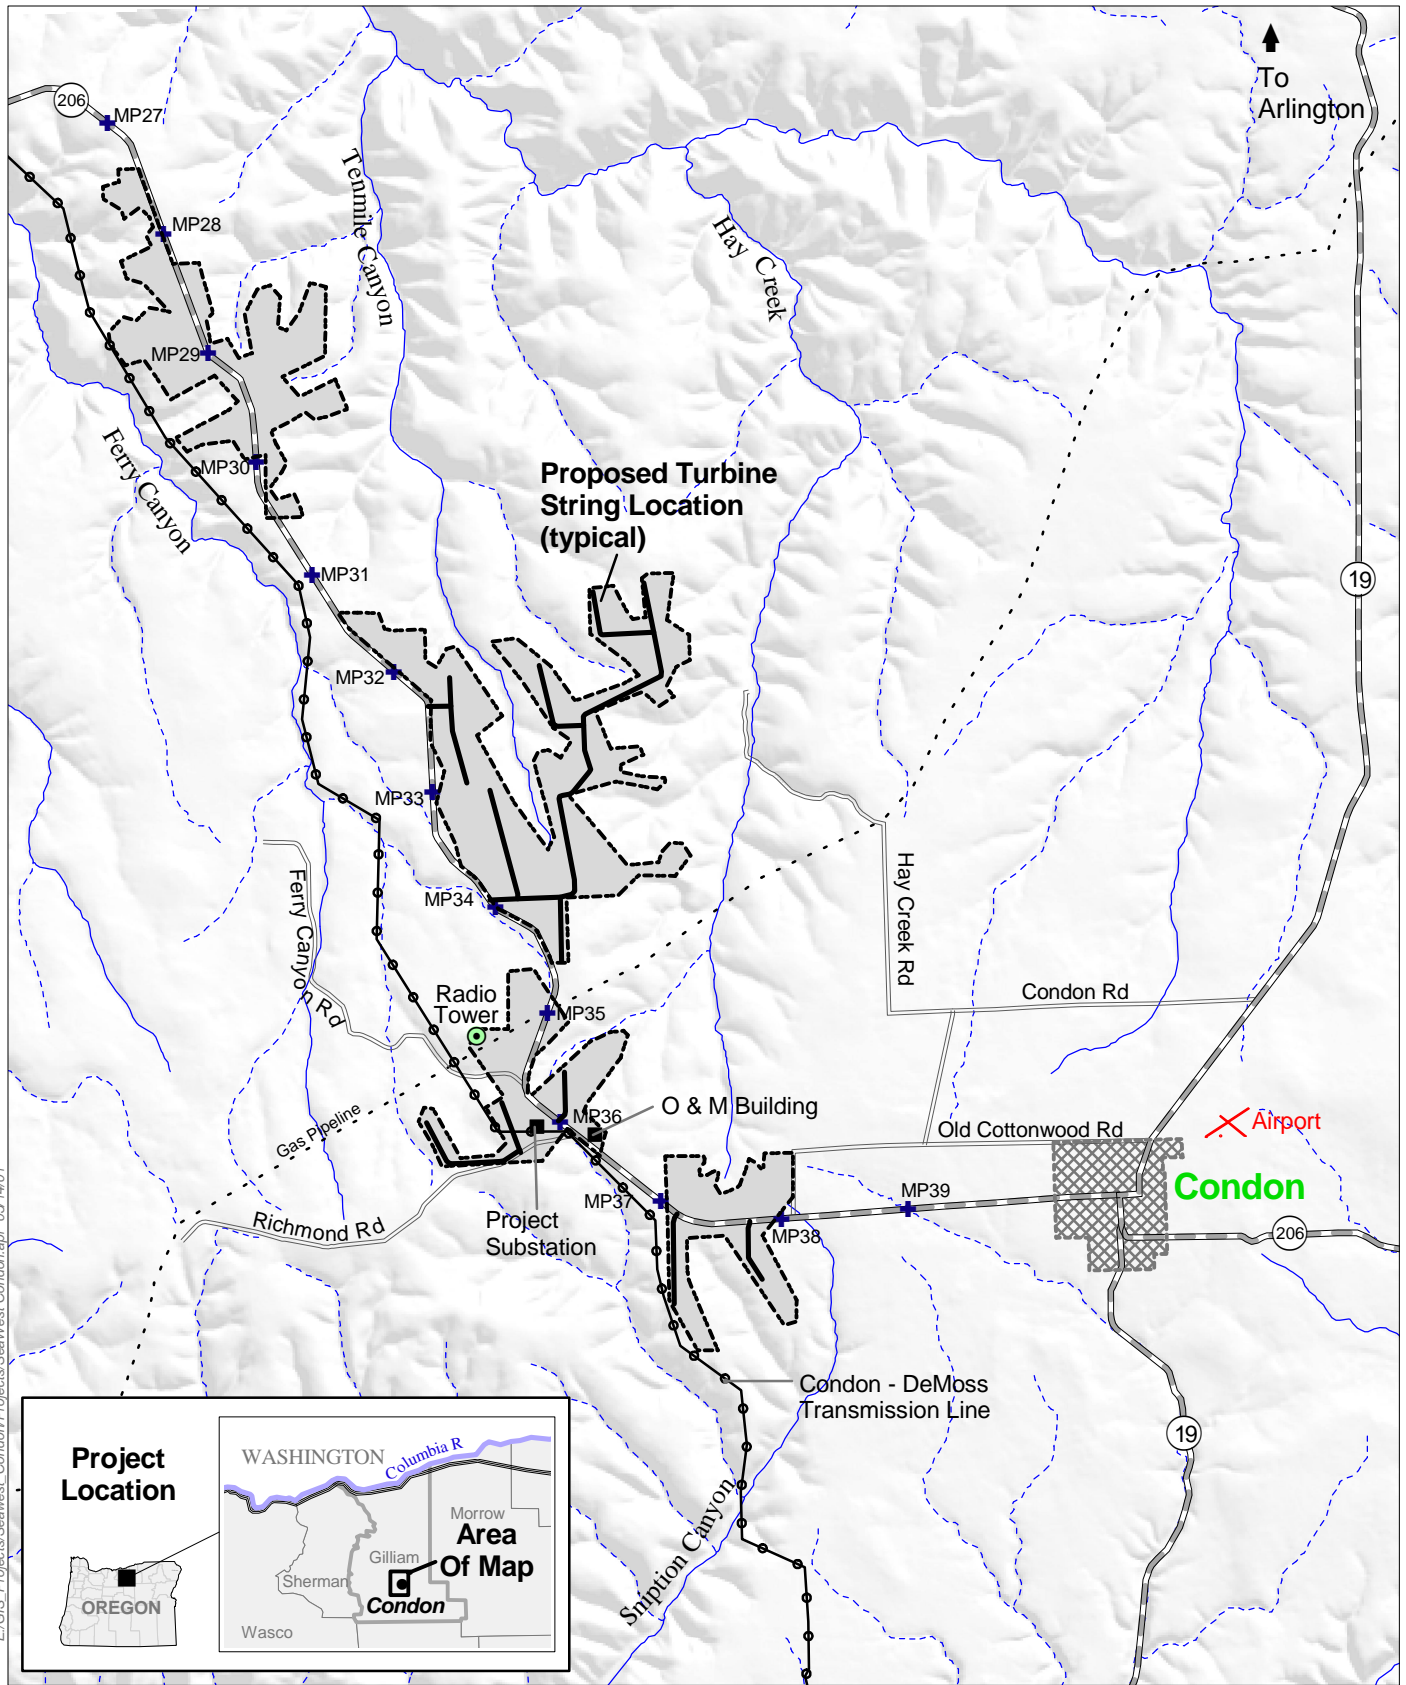 To
Arlington
206
MP27
MP28
Tenmile Canyon
Hay Creek
MP29
Ferry Canyon
MP30
Proposed Turbine
String Location
(typical)
MP31
19
MP32
MP33
Hay Creek Rd
Ferry Canyon Rd
MP34
Radio
Tower
Condon Rd
MP35
Gas Pipeline
MP36
O & M Building
Old Cottonwood Rd
Airport
Condon
MP37
MP39
Richmond Rd
Project
Substation
MP38
206
Condon - DeMoss
Transmission Line
19
Sniption Canyon
Project
Location
WASHINGTON
Columbia R
Morrow
Area
Of Map
Gilliam
Sherman
Condon
OREGON
Wasco